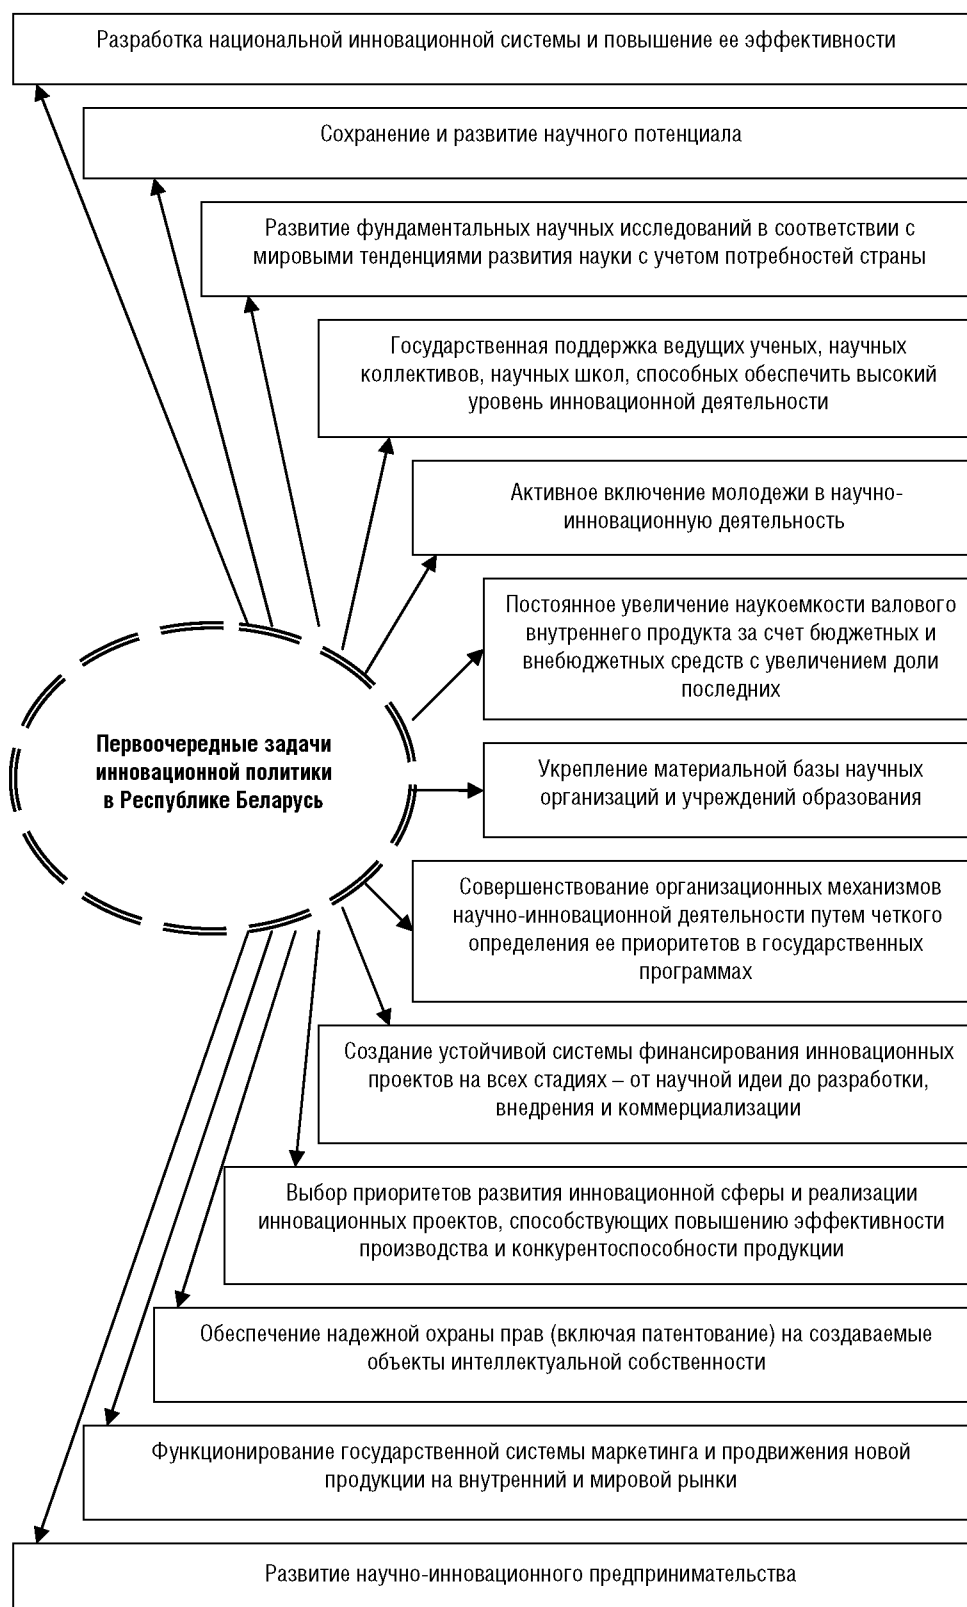 Разработка национальной инновационной системы и повышение ее эффективности
Сохранение и развитие научного потенциала
Развитие фундаментальных научных исследований в соответствии с
мировыми тенденциями развития науки с учетом потребностей страны
Государственная поддержка ведущих ученых, научных
коллективов, научных школ, способных обеспечить высокий
уровень инновационной деятельности
Активное включение молодежи в научно-
инновационную деятельность
Постоянное увеличение наукоемкости валового
внутреннего продукта за счет бюджетных и
внебюджетных средств с увеличением доли
последних
Первоочередные задачи
инновационной политики
в Республике Беларусь
Укрепление материальной базы научных
организаций и учреждений образования
Совершенствование организационных механизмов
научно-инновационной деятельности путем четкого
определения ее приоритетов в государственных
программах
Создание устойчивой системы финансирования инновационных
проектов на всех стадиях – от научной идеи до разработки,
внедрения и коммерциализации
Выбор приоритетов развития инновационной сферы и реализации
инновационных проектов, способствующих повышению эффективности
производства и конкурентоспособности продукции
Обеспечение надежной охраны прав (включая патентование) на создаваемые
объекты интеллектуальной собственности
Функционирование государственной системы маркетинга и продвижения новой
продукции на внутренний и мировой рынки
Развитие научно-инновационного предпринимательства